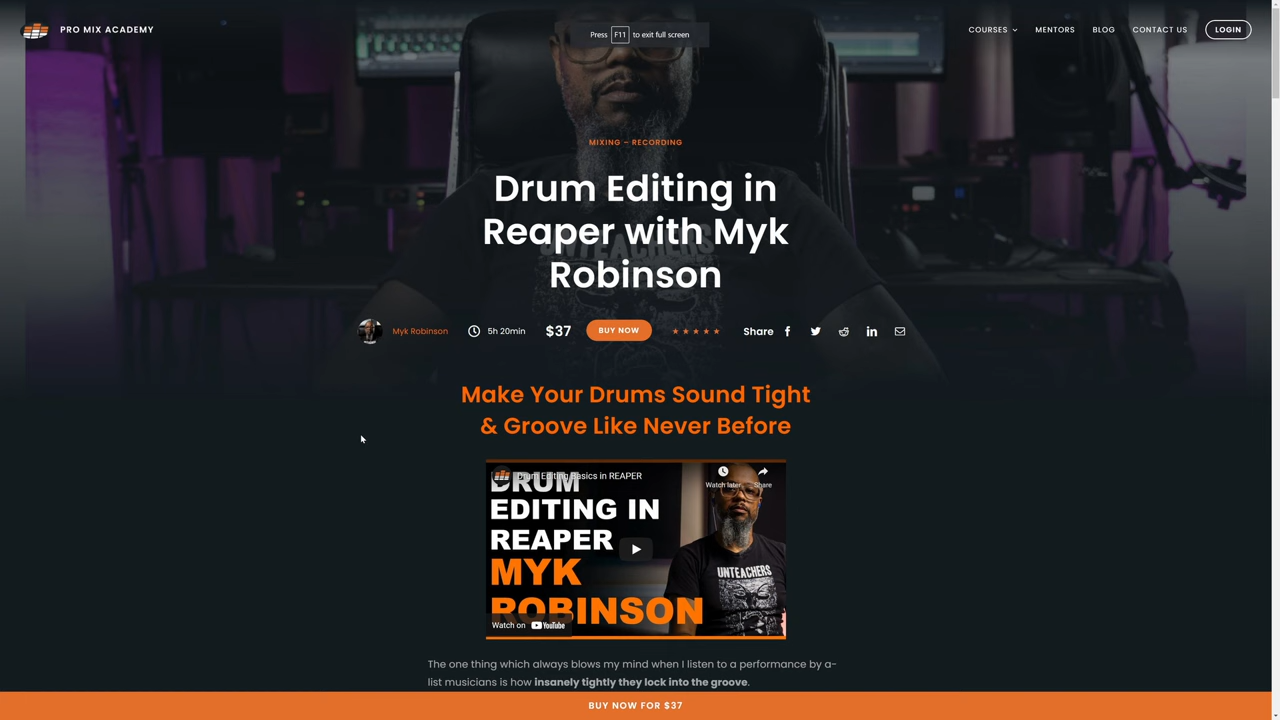 PRO MIX ACADEMY
Press F11 to exit full screen
COURSES
MENTORS
BLOG
CONTACT US
LOGIN
MIXING – RECORDING
Drum Editing in
Reaper with Myk
Robinson
Myk Robinson
5h 20min
$37
BUY NOW
Share
Make Your Drums Sound Tight
& Groove Like Never Before
Drum Editing Basics in REAPER
Watch later
Share
DRUM
EDITING IN
REAPER
MYK
ROBINSON
UNTEACHERS
Watch on YouTube
The one thing which always blows my mind when I listen to a performance by a-
list musicians is how insanely tightly they lock into the groove.
BUY NOW FOR $37